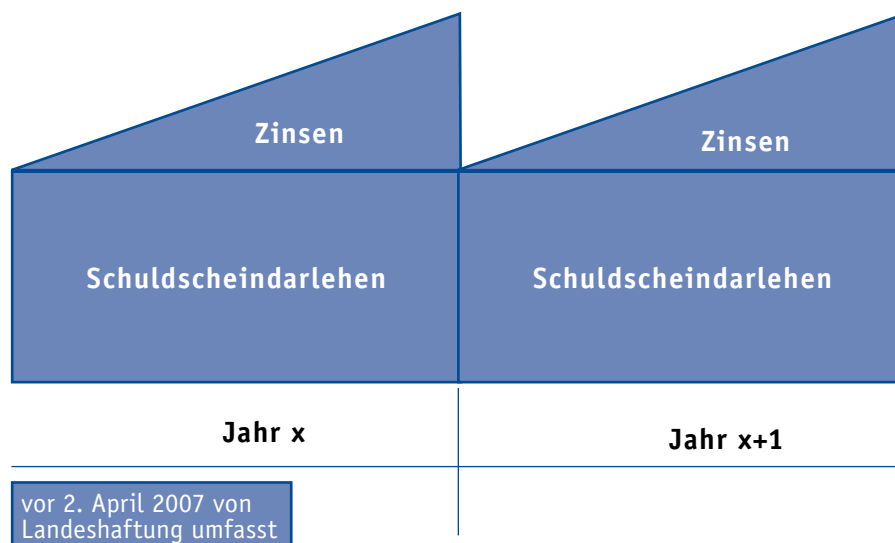 Zinsen
Zinsen
Schuldscheindarlehen
Schuldscheindarlehen
Jahr x
Jahr x+1
vor 2. April 2007 von
Landeshaftung umfasst